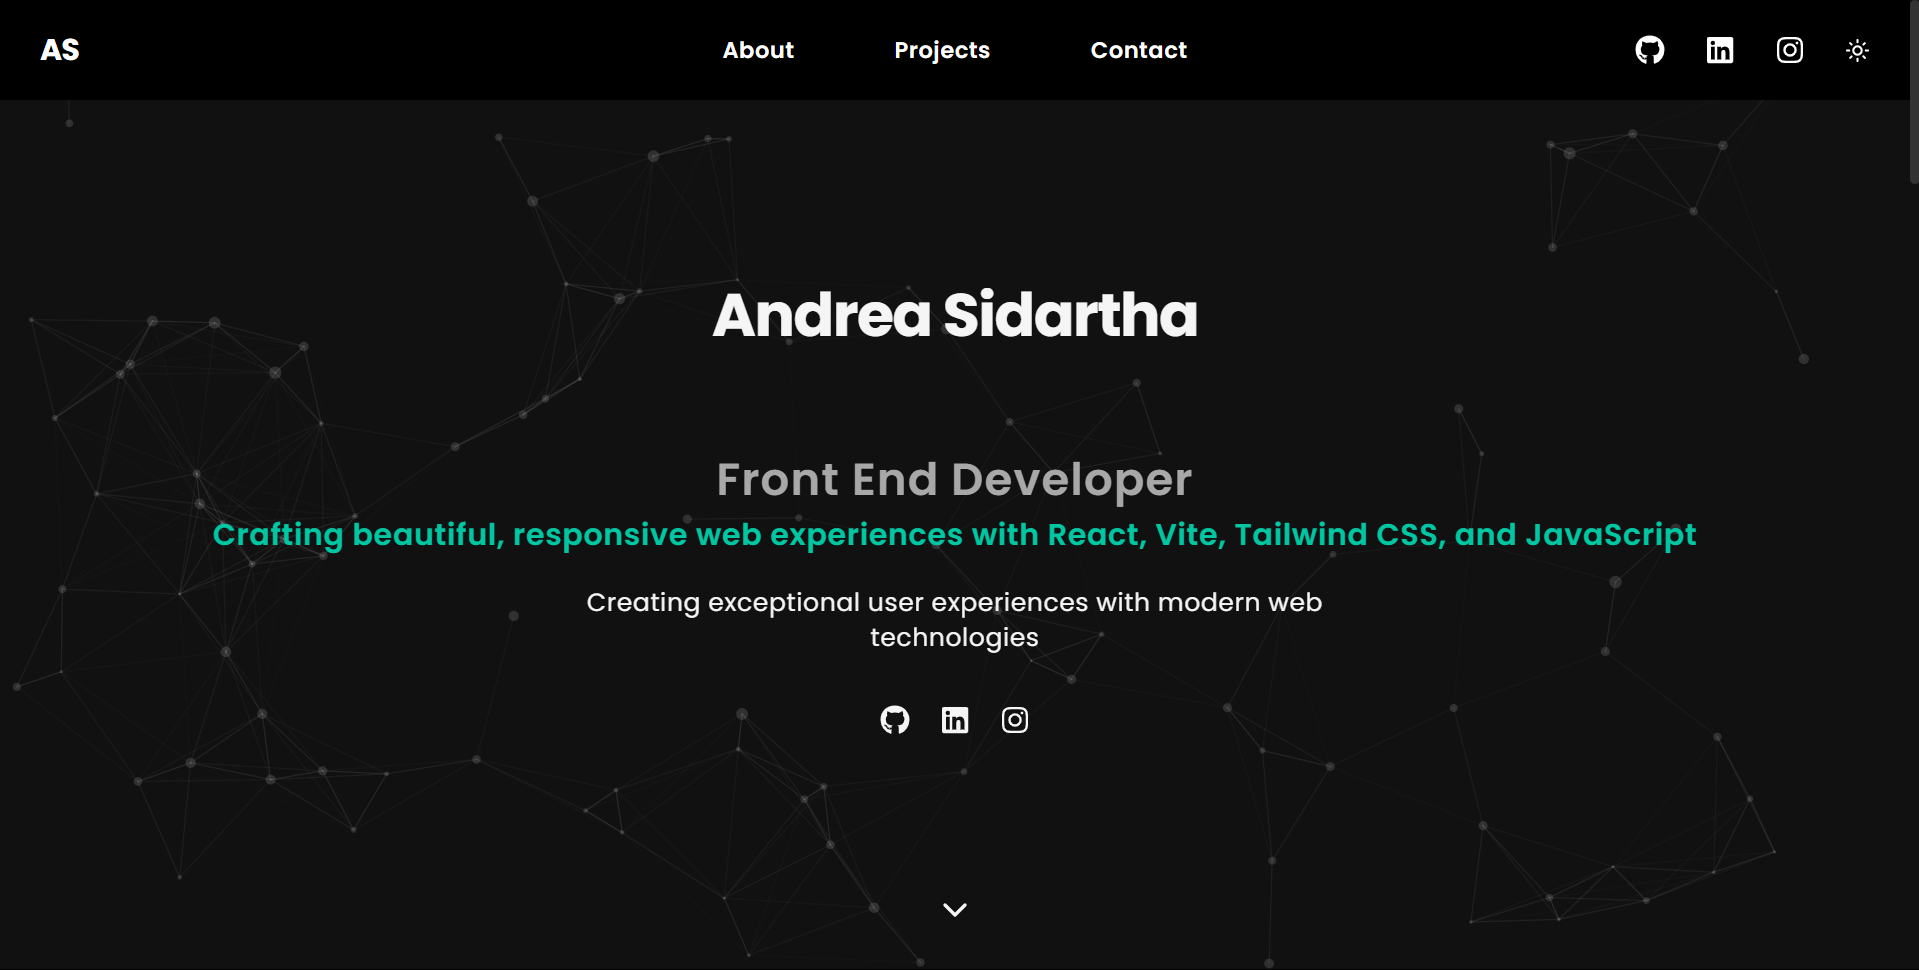 AS
About
Projects
Contact
Andrea Sidartha
Front End Developer
Crafting beautiful, responsive web experiences with React, Vite, Tailwind CSS, and JavaScript
Creating exceptional user experiences with modern web
technologies